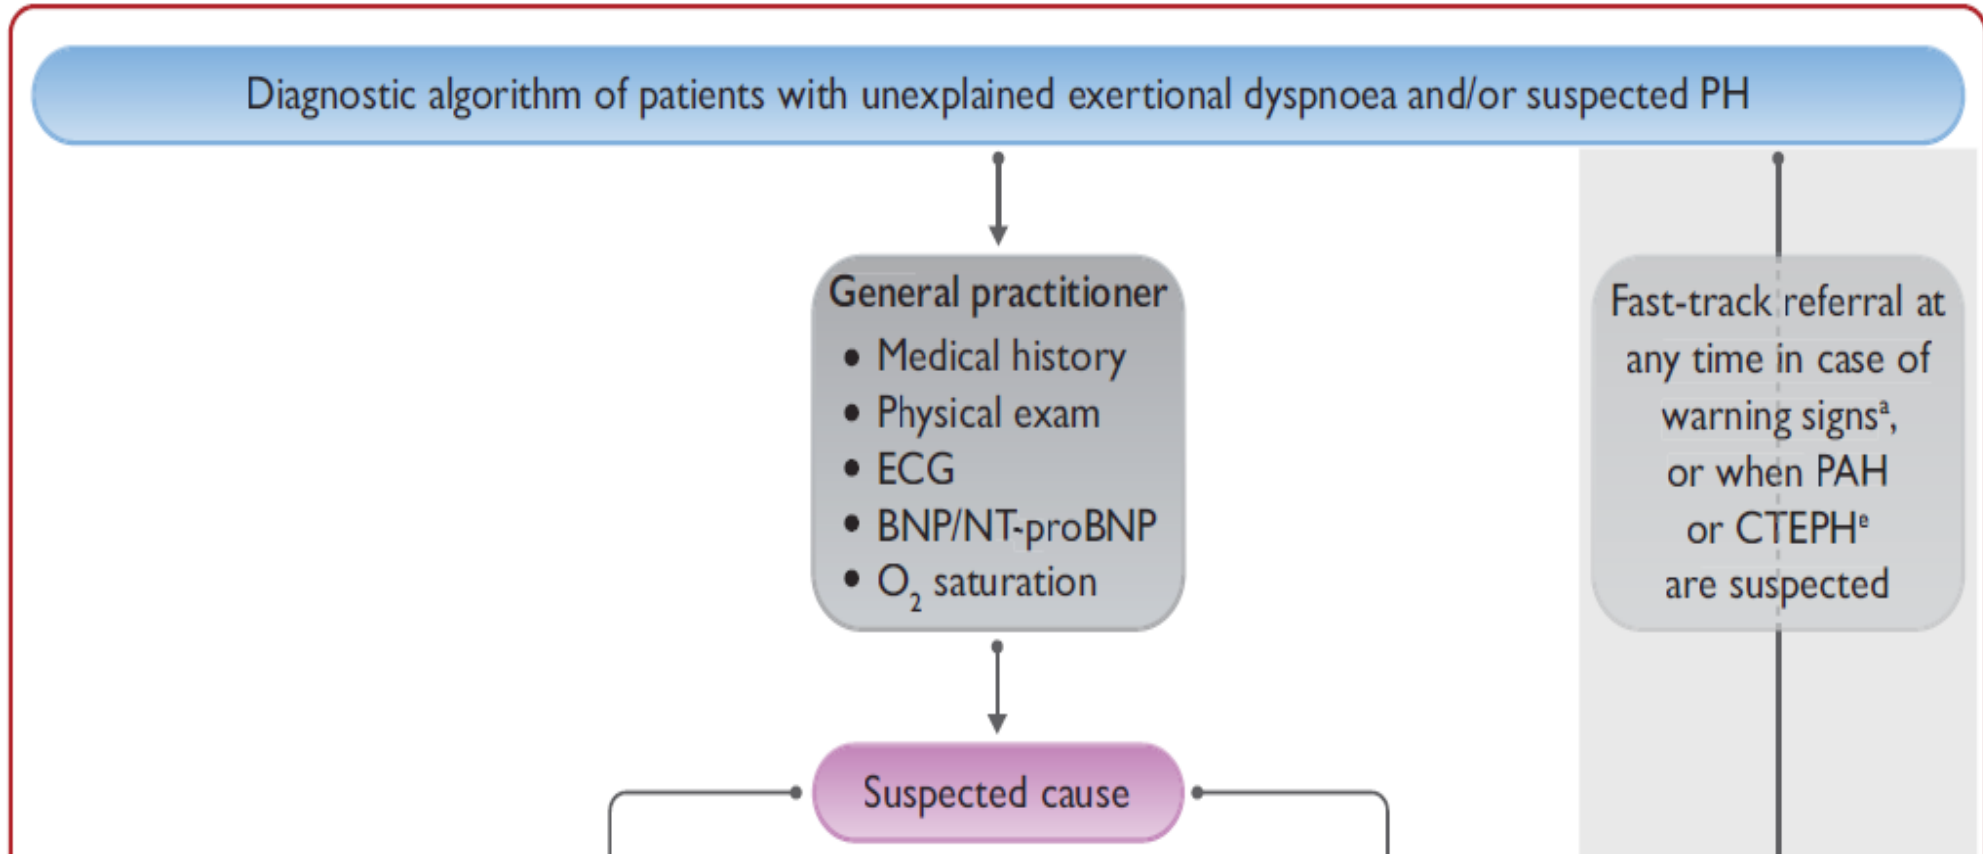 Diagnostic algorithm of patients with unexplained exertional dyspnoea and/or suspected PH
General practitioner
• Medical history
• Physical exam
• ECG
• BNP/NT-proBNP
• O₂ saturation
Fast-track referral at
any time in case of
warning signsᵃ,
or when PAH
or CTEPHᵉ
are suspected
Suspected cause